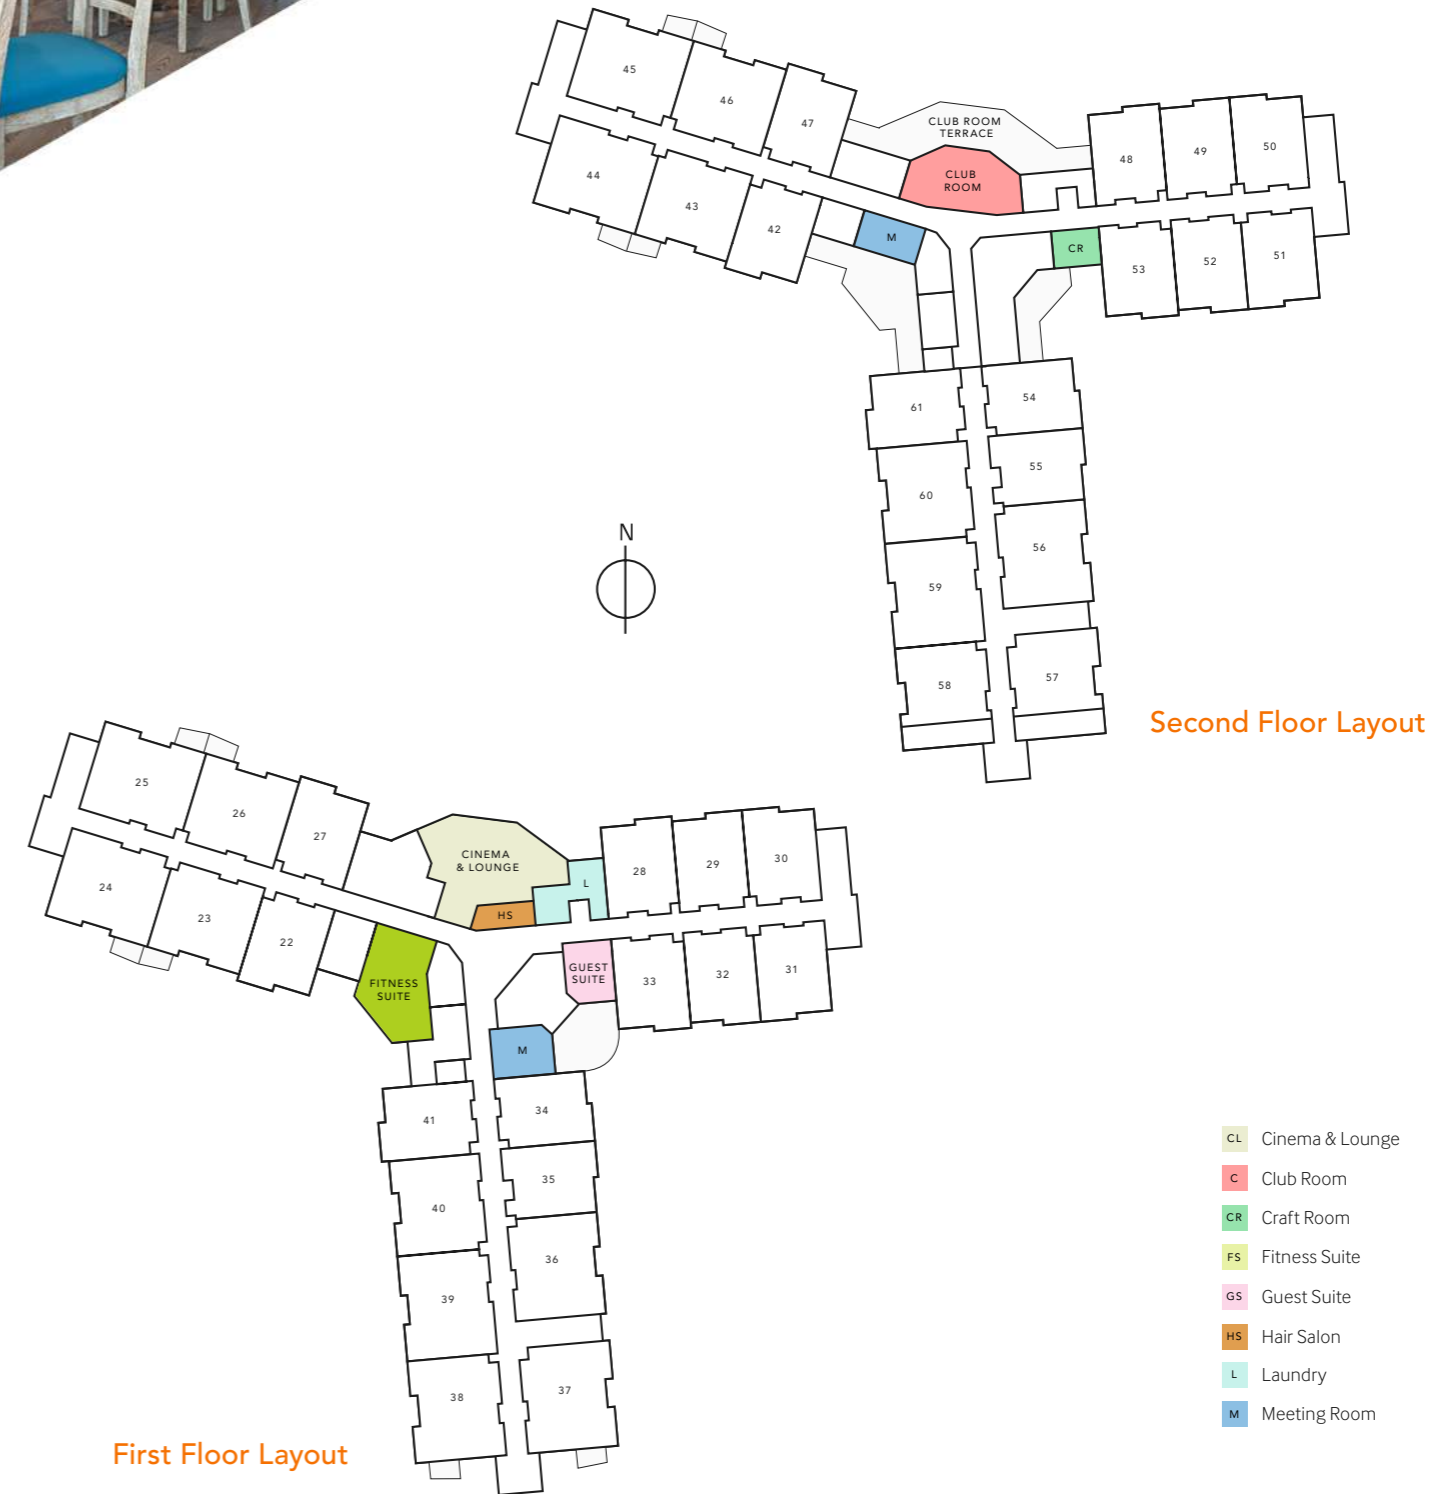 45
46
47
CLUB ROOM
TERRACE
CLUB
ROOM
48
49
50
44
43
42
M
CR
53
52
51
61
54
60
55
59
56
58
57
Second Floor Layout
N
25
26
27
CINEMA
& LOUNGE
L
HS
28
29
30
24
23
22
FITNESS
SUITE
GUEST
SUITE
33
32
31
M
41
34
40
35
39
36
38
37
First Floor Layout
CL Cinema & Lounge
C Club Room
CR Craft Room
FS Fitness Suite
GS Guest Suite
HS Hair Salon
L Laundry
M Meeting Room